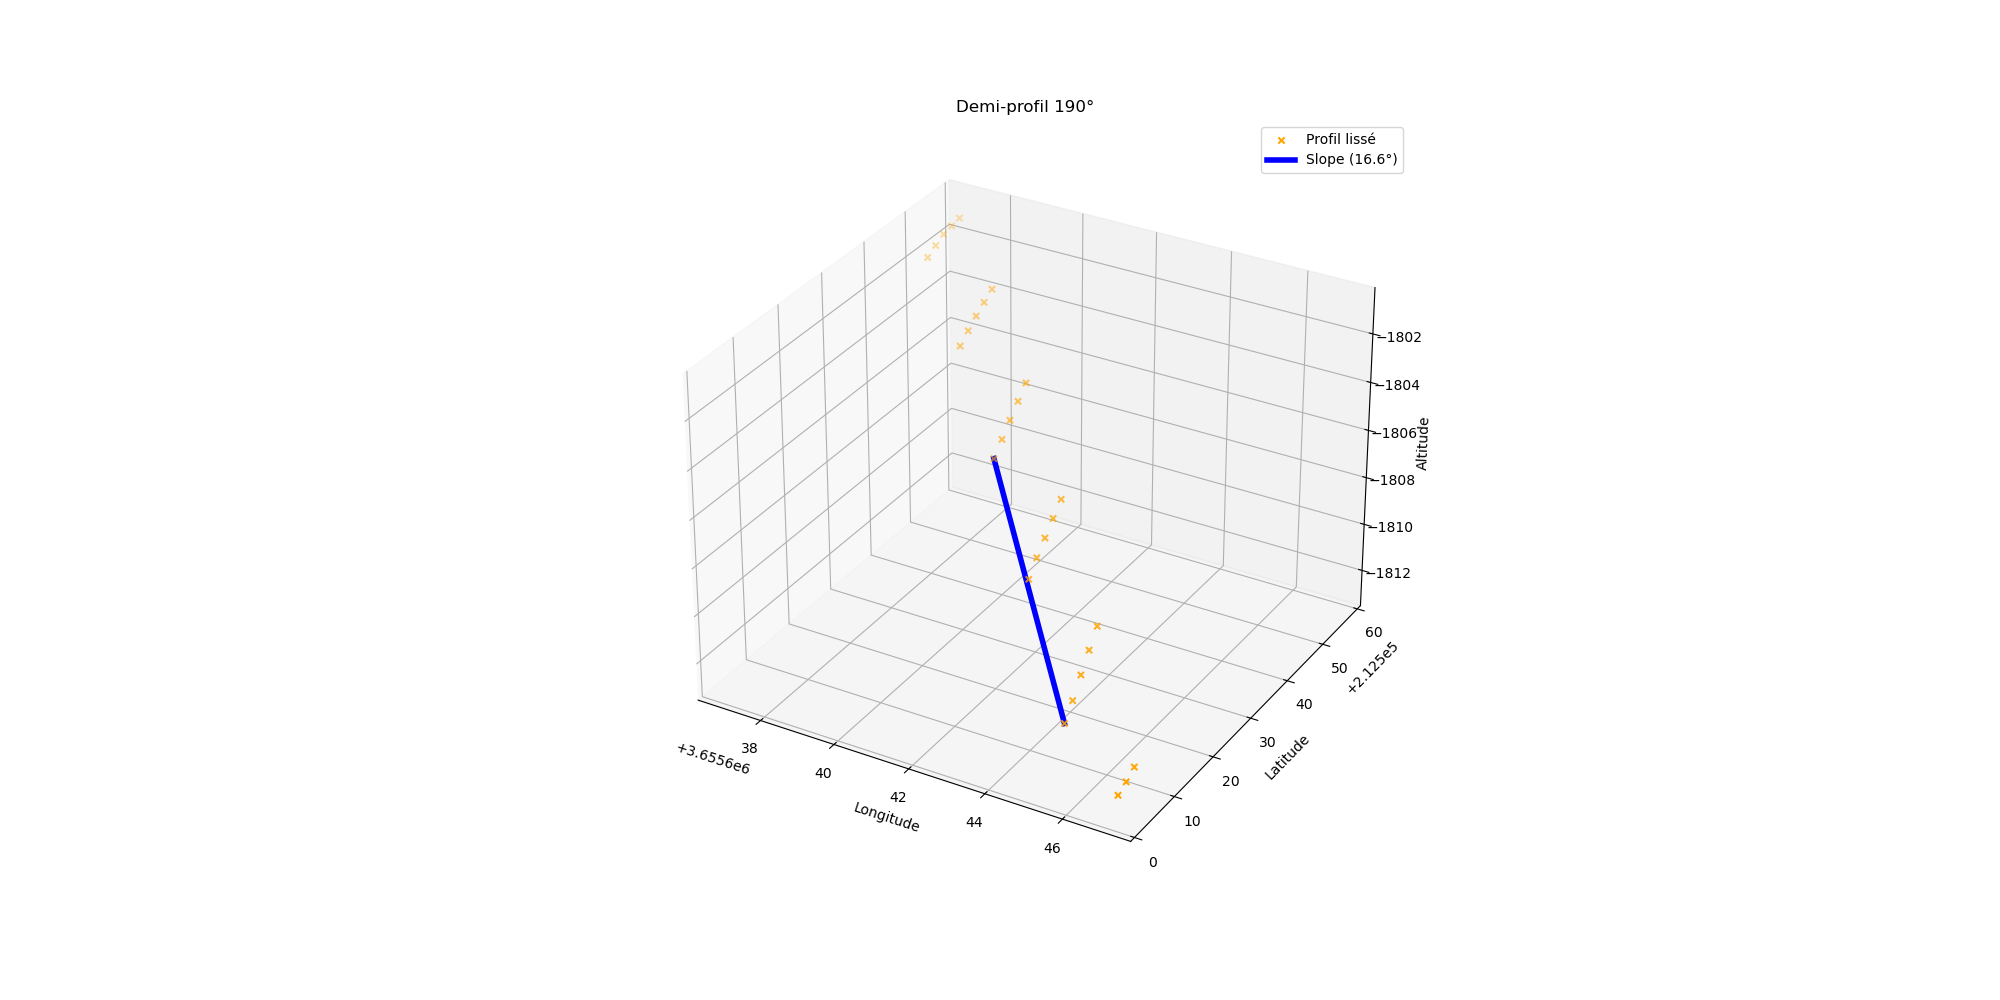 Demi-profil 190°
Profil lissé
Slope (16.6°)
−1802
−1804
−1806
−1808
−1810
−1812
Altitude
60
50
40
30
20
10
0
+2.125e5
Latitude
38
40
42
44
46
+3.6556e6
Longitude